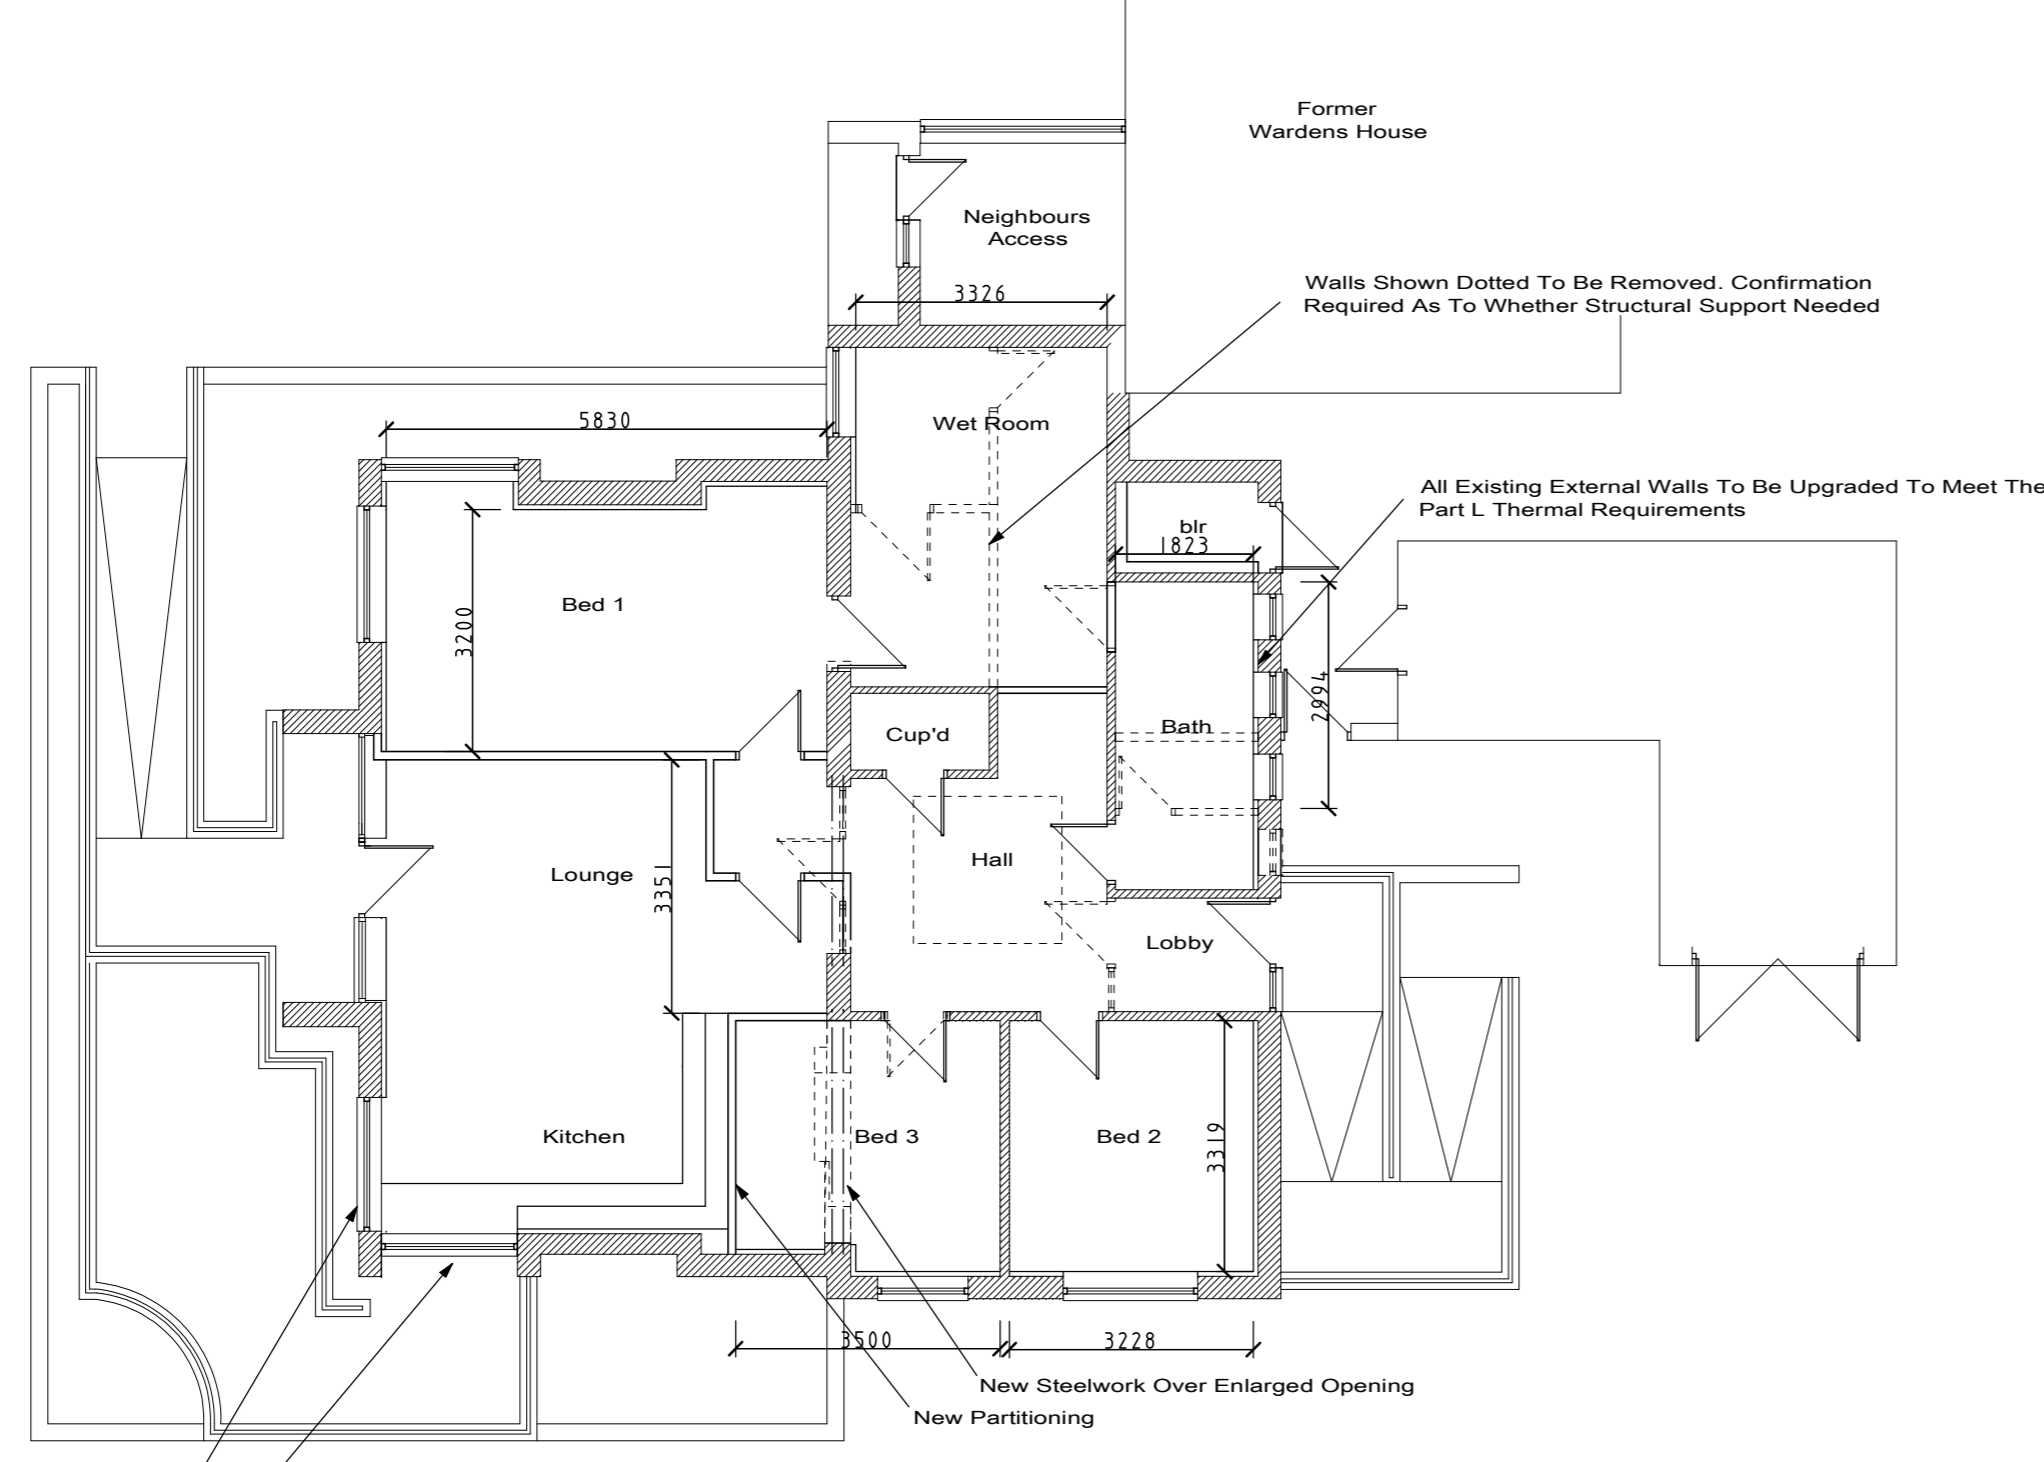 Former
Wardens House
Neighbours
Access
Walls Shown Dotted To Be Removed. Confirmation
Required As To Whether Structural Support Needed
3326
5830
Wet Room
All Existing External Walls To Be Upgraded To Meet The
Part L Thermal Requirements
blr
1823
Bed 1
3200
2994
Bath
Cup'd
Lounge
3351
Hall
Lobby
Kitchen
Bed 3
Bed 2
3319
3500
3228
New Steelwork Over Enlarged Opening
New Partitioning